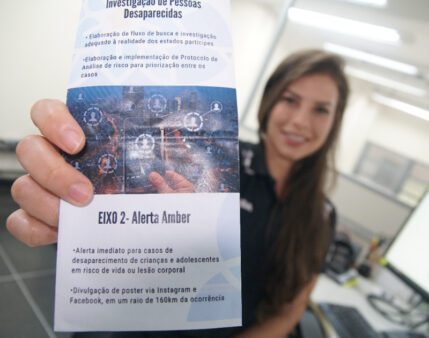 Investigação de Pessoas
Desaparecidas
• Elaboração de fluxo de busca e investigação
adequado à realidade dos estados partícipes
•Elaboração e implementação de Protocolo da
Análise de risco para priorização entre os
casos
EIXO 2- Alerta Amber
•Alerta imediato para casos de
desaparecimento de crianças e adolescentes
em risco de vida ou lesão corporal
•Divulgação de poster via Instagram e
Facebook, em um raio de 160km da ocorrência